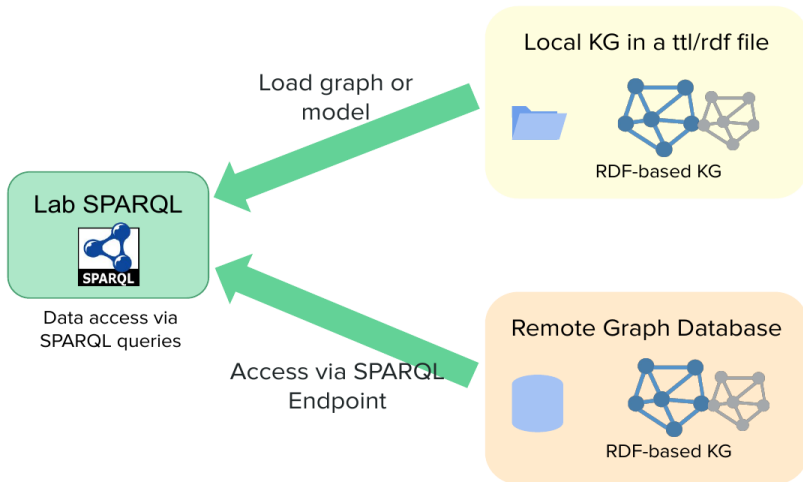 Local KG in a ttl/rdf file
RDF-based KG
Load graph or
model
Lab SPARQL
SPARQL
Data access via
SPARQL queries
Remote Graph Database
RDF-based KG
Access via SPARQL
Endpoint